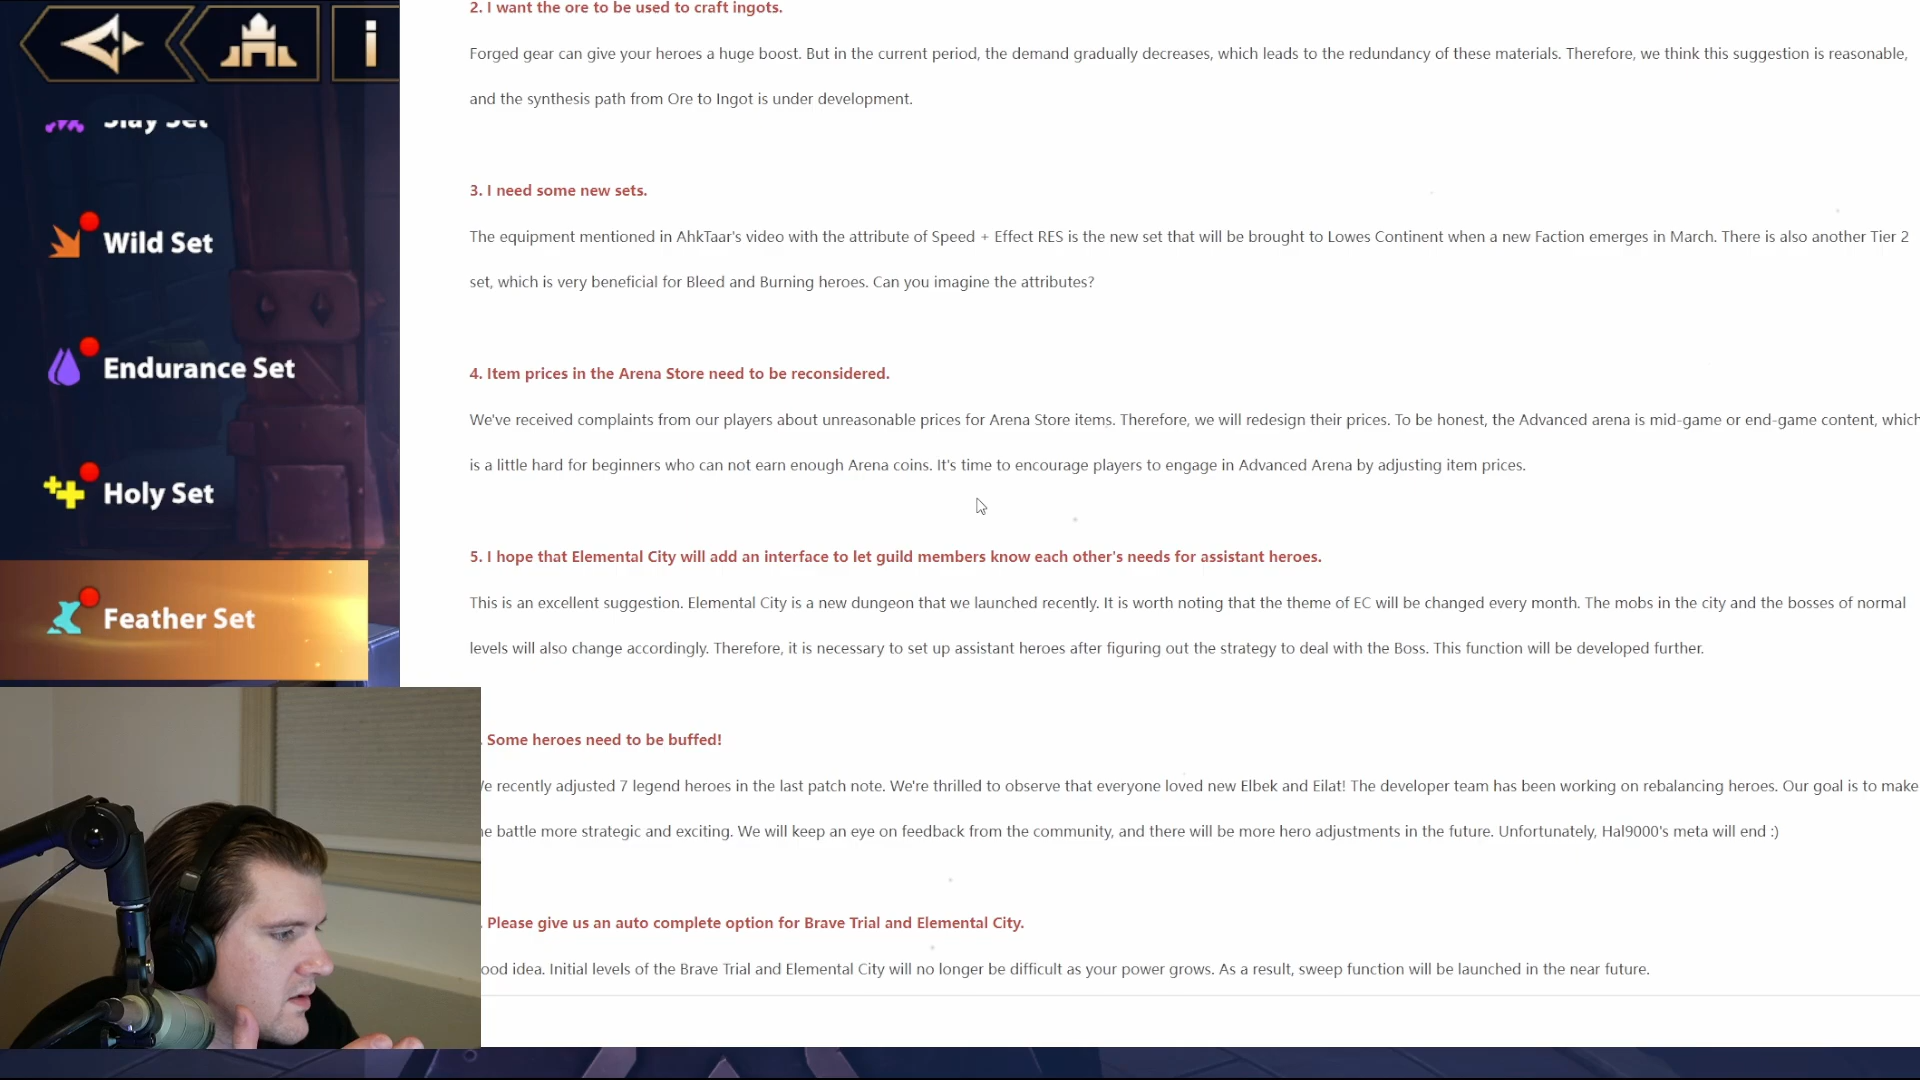 Slay Set
Wild Set
Endurance Set
Holy Set
Feather Set
2. I want the ore to be used to craft ingots.
Forged gear can give your heroes a huge boost. But in the current period, the demand gradually decreases, which leads to the redundancy of these materials. Therefore, we think this suggestion is reasonable,
and the synthesis path from Ore to Ingot is under development.
3. I need some new sets.
The equipment mentioned in AhkTaar's video with the attribute of Speed + Effect RES is the new set that will be brought to Lowes Continent when a new Faction emerges in March. There is also another Tier 2
set, which is very beneficial for Bleed and Burning heroes. Can you imagine the attributes?
4. Item prices in the Arena Store need to be reconsidered.
We've received complaints from our players about unreasonable prices for Arena Store items. Therefore, we will redesign their prices. To be honest, the Advanced arena is mid-game or end-game content, which
is a little hard for beginners who can not earn enough Arena coins. It's time to encourage players to engage in Advanced Arena by adjusting item prices.
5. I hope that Elemental City will add an interface to let guild members know each other's needs for assistant heroes.
This is an excellent suggestion. Elemental City is a new dungeon that we launched recently. It is worth noting that the theme of EC will be changed every month. The mobs in the city and the bosses of normal
levels will also change accordingly. Therefore, it is necessary to set up assistant heroes after figuring out the strategy to deal with the Boss. This function will be developed further.
. Some heroes need to be buffed!
e recently adjusted 7 legend heroes in the last patch note. We're thrilled to observe that everyone loved new Elbek and Eilat! The developer team has been working on rebalancing heroes. Our goal is to make
e battle more strategic and exciting. We will keep an eye on feedback from the community, and there will be more hero adjustments in the future. Unfortunately, Hal9000's meta will end :)
. Please give us an auto complete option for Brave Trial and Elemental City.
ood idea. Initial levels of the Brave Trial and Elemental City will no longer be difficult as your power grows. As a result, sweep function will be launched in the near future.